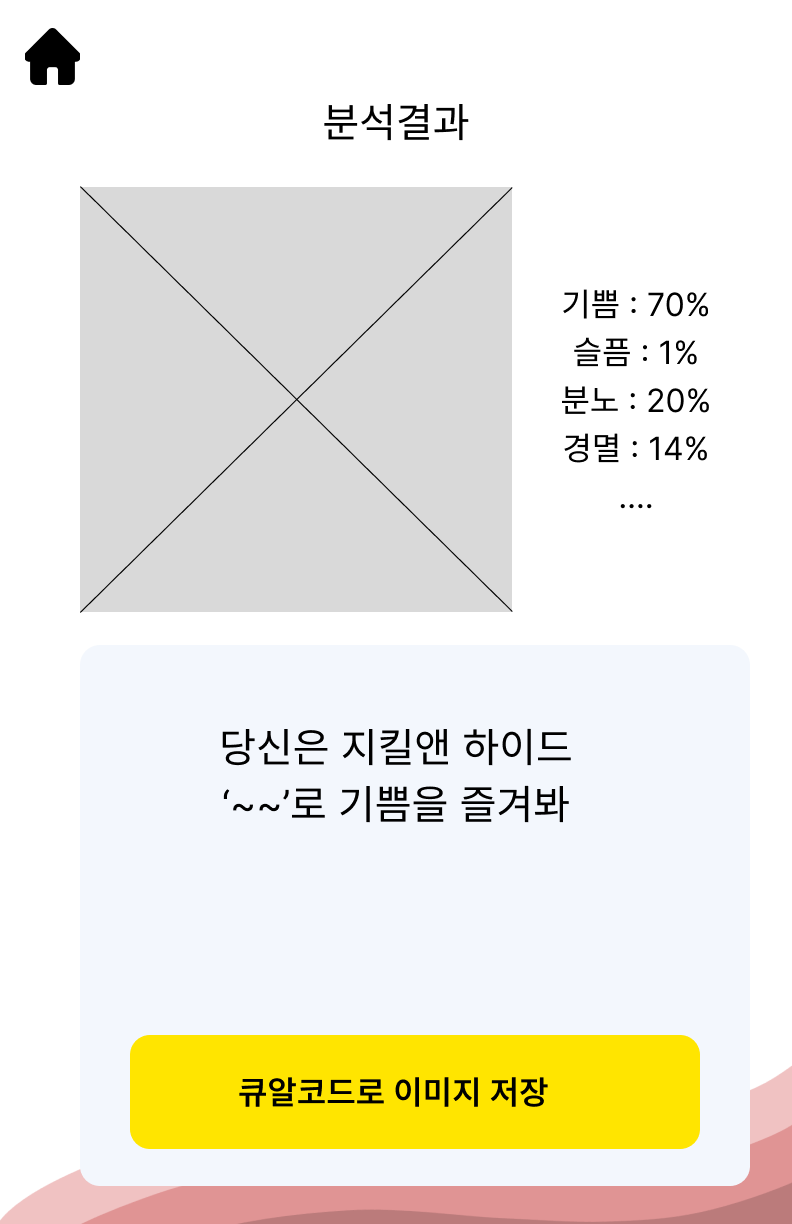 분석결과
기쁨 : 70%
슬픔 : 1%
분노 : 20%
경멸 : 14%
....
당신은 지킬앤 하이드
‘~~’로 기쁨을 즐겨봐
큐알코드로 이미지 저장